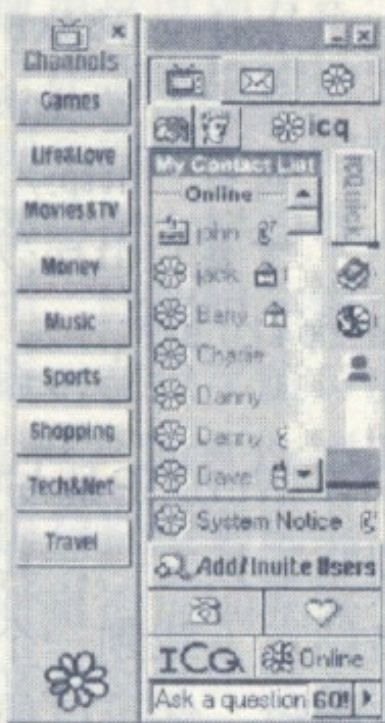 Channels
Games
Life&Love
Movies&TV
Money
Music
Sports
Shopping
Tech&Net
Travel
icq
My Contact List
Online
john
jack
Barry
Charlie
Danny
Danny
Dave
System Notice
Add/Invite Users
ICQ
Online
Ask a question GO!